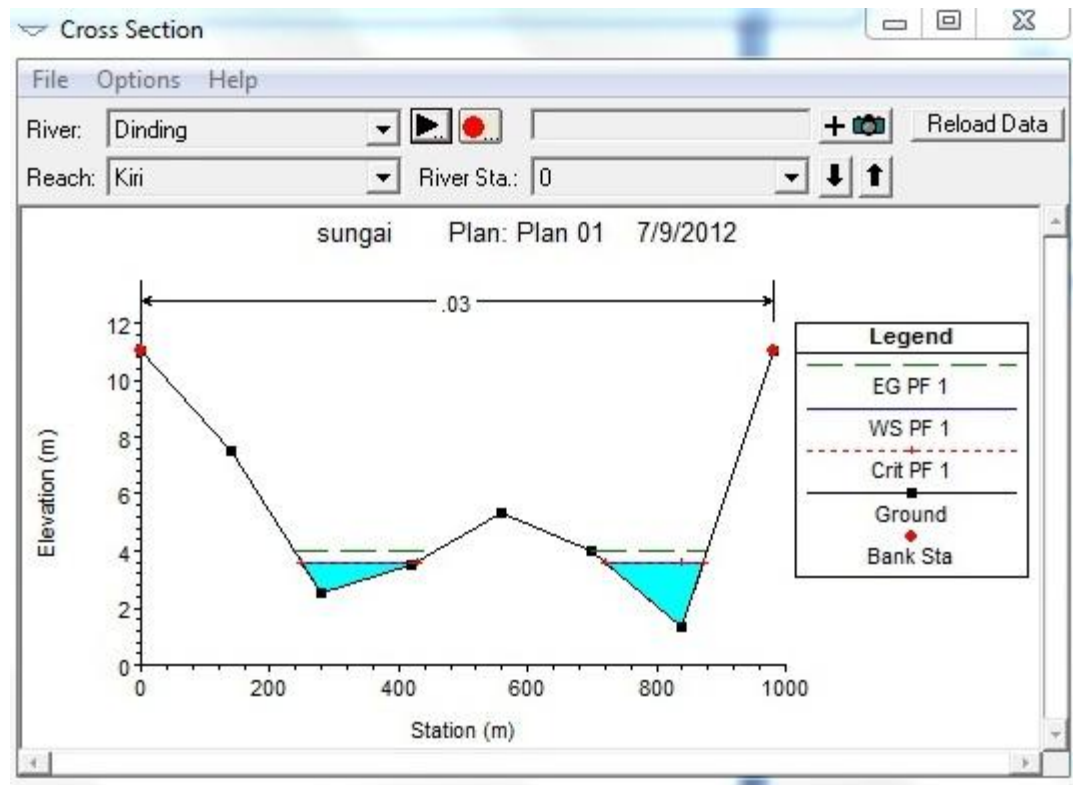 Cross Section
File Options Help
River: Dinding
Reload Data
Reach: Kiri River Sta.: 0
sungai Plan: Plan 01 7/9/2012
.03
12
10
8
6
4
2
0
Elevation (m)
0 200 400 600 800 1000
Station (m)
Legend
EG PF 1
WS PF 1
Crit PF 1
Ground
Bank Sta